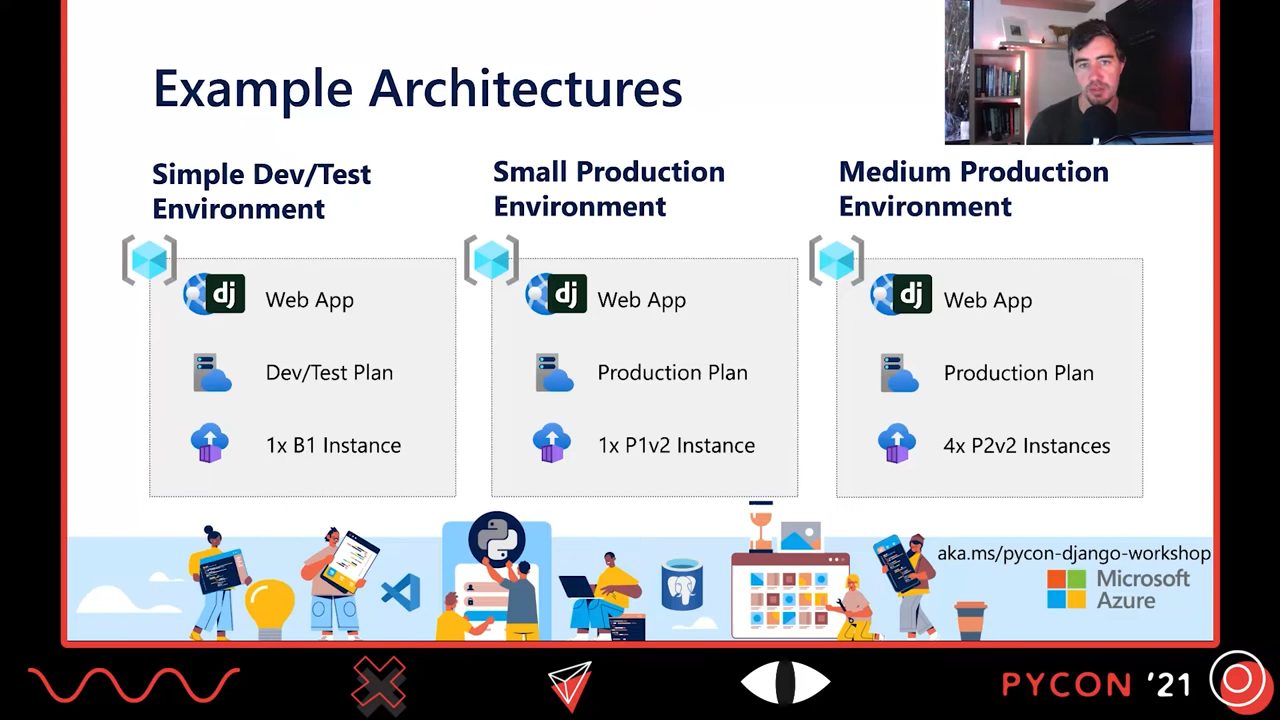 Example Architectures
Simple Dev/Test
Environment
dj
Web App
Dev/Test Plan
1x B1 Instance
Small Production
Environment
dj
Web App
Production Plan
1x P1v2 Instance
Medium Production
Environment
dj
Web App
Production Plan
4x P2v2 Instances
aka.ms/pycon-django-workshop
Microsoft
Azure
PYCON '21